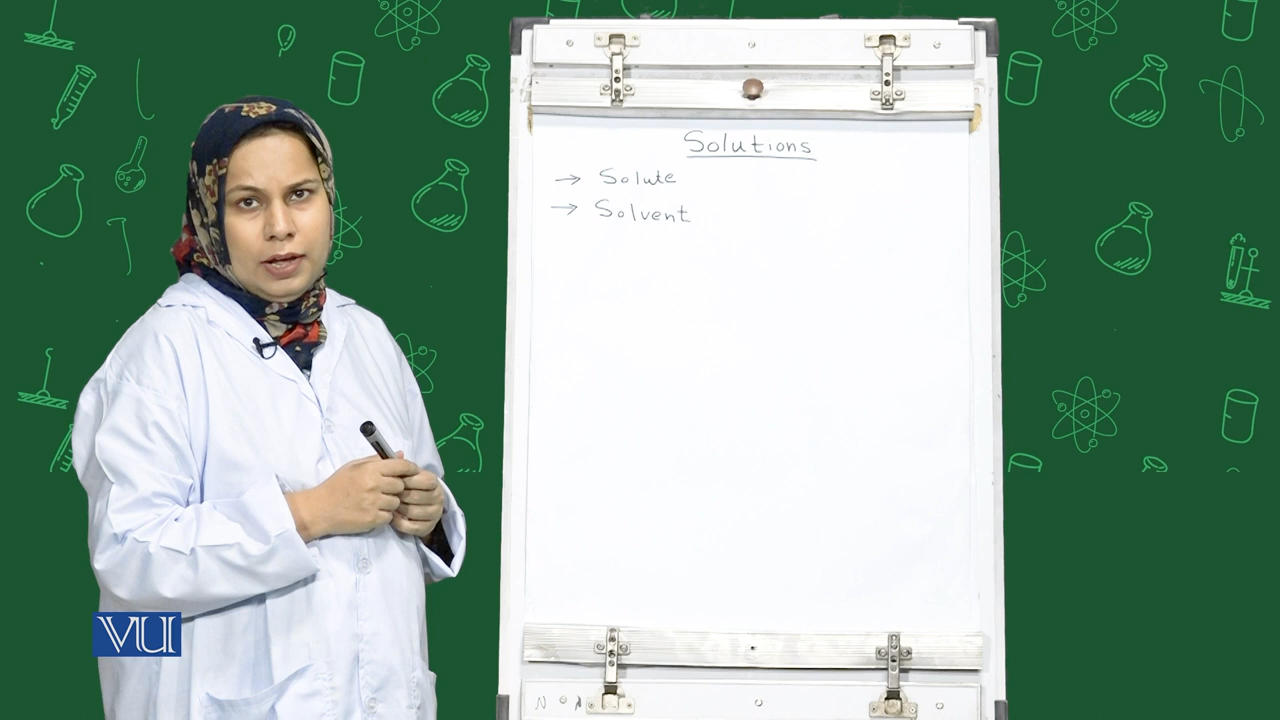 Solutions
→ Solute
→ Solvent
VU